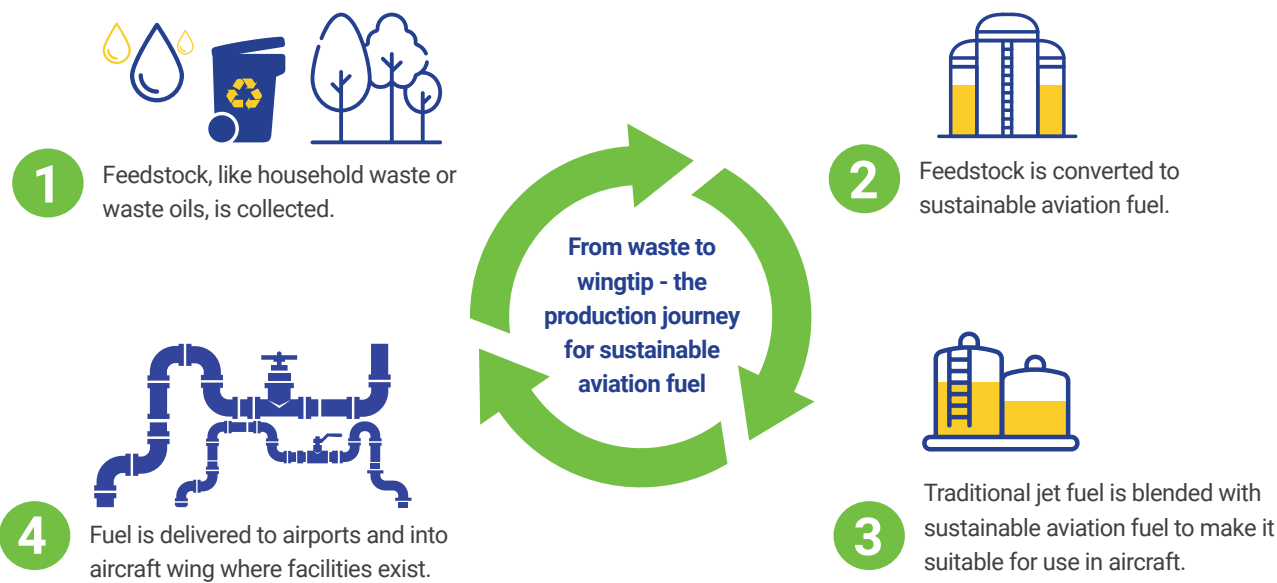 1
Feedstock, like household waste or
waste oils, is collected.
2
Feedstock is converted to
sustainable aviation fuel.
From waste to
wingtip - the
production journey
for sustainable
aviation fuel
3
Traditional jet fuel is blended with
sustainable aviation fuel to make it
suitable for use in aircraft.
4
Fuel is delivered to airports and into
aircraft wing where facilities exist.